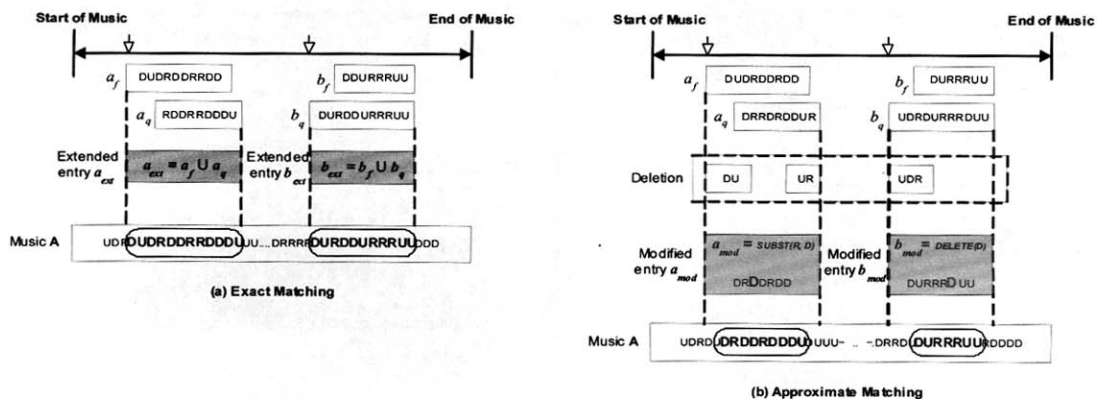 Start of Music
End of Music
a_f DUDRDDRRDD
b_f DDURRRUU
a_q RDDRRDDDU
b_q DURDDURRRUU
Extended entry a_ext
a_ext = a_f U a_q
Extended entry b_ext
b_ext = b_f U b_q
Music A
UDRDUDRDDRRDDDUUU....DRRRRDURDDURRRUUDDD
(a) Exact Matching
Start of Music
End of Music
a_f DUDRDDRDD
b_f DURRRUU
a_q DRRDRDDUR
b_q UDRDURRRDUU
Deletion
DU
UR
UDR
Modified entry a_mod
a_mod = SUBST(R, D)
DRDDRDD
Modified entry b_mod
b_mod = DELETE(D)
DURRRDUU
Music A
(b) Approximate Matching